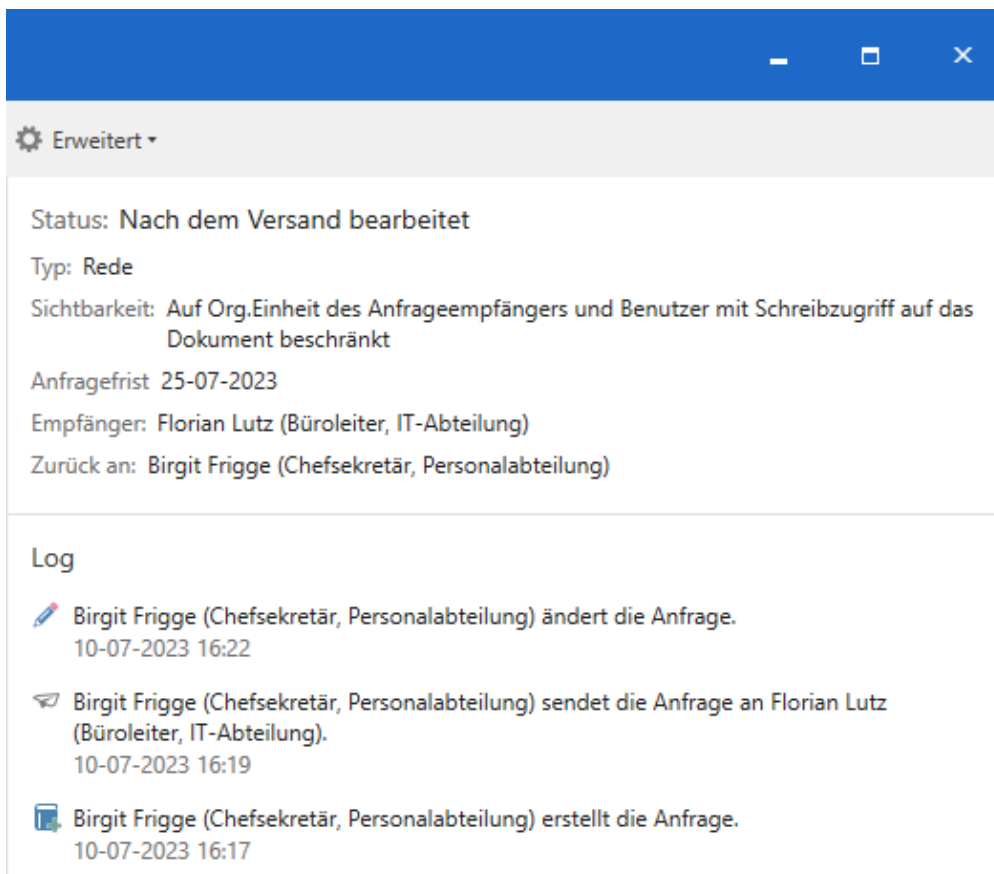 Erweitert
Status: Nach dem Versand bearbeitet
Typ: Rede
Sichtbarkeit: Auf Org.Einheit des Anfrageempfängers und Benutzer mit Schreibzugriff auf das
Dokument beschränkt
Anfragefrist 25-07-2023
Empfänger: Florian Lutz (Büroleiter, IT-Abteilung)
Zurück an: Birgit Frigge (Chefsekretär, Personalabteilung)
Log
Birgit Frigge (Chefsekretär, Personalabteilung) ändert die Anfrage.
10-07-2023 16:22
Birgit Frigge (Chefsekretär, Personalabteilung) sendet die Anfrage an Florian Lutz
(Büroleiter, IT-Abteilung).
10-07-2023 16:19
Birgit Frigge (Chefsekretär, Personalabteilung) erstellt die Anfrage.
10-07-2023 16:17